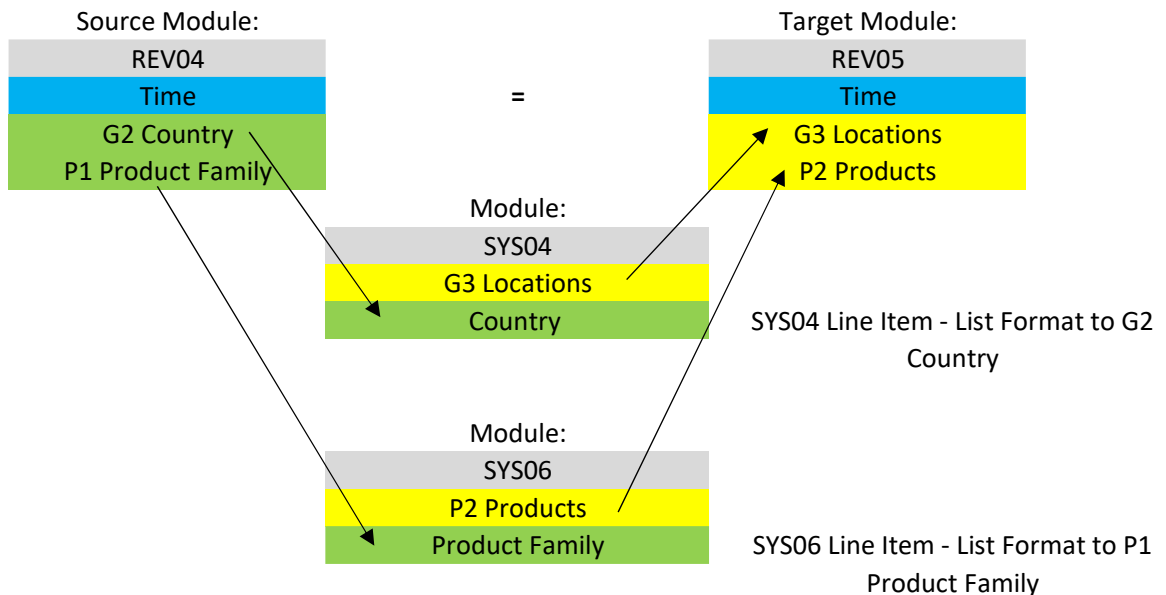 Source Module:
REV04
Time
G2 Country
P1 Product Family
=
Target Module:
REV05
Time
G3 Locations
P2 Products
Module:
SYS04
G3 Locations
Country
SYS04 Line Item - List Format to G2
Country
Module:
SYS06
P2 Products
Product Family
SYS06 Line Item - List Format to P1
Product Family